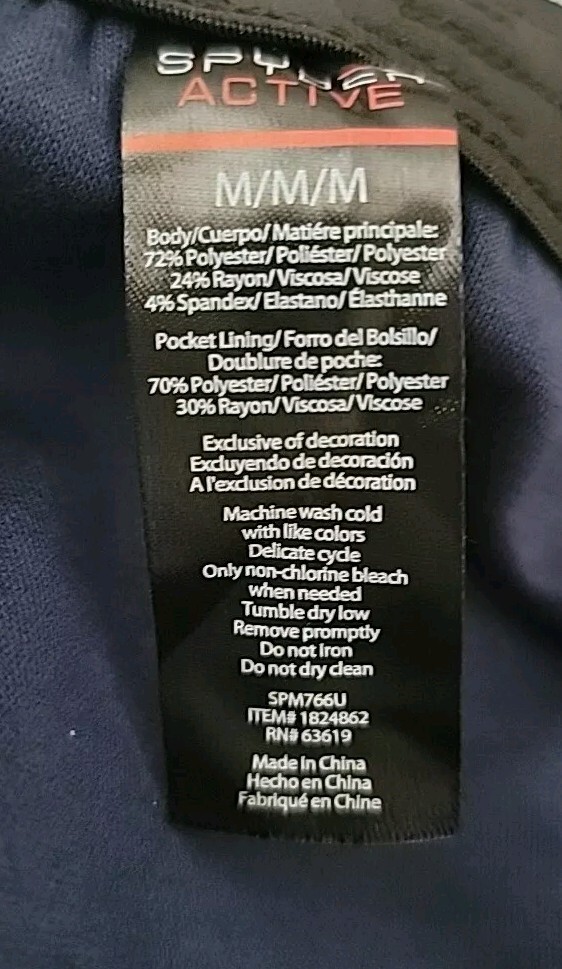 SPYDER
ACTIVE
M/M/M
Body/Cuerpo/Matiére principale:
72% Polyester/Poliéster/Polyester
24% Rayon/Viscosa/Viscose
4% Spandex/Elastano/Élasthanne
Pocket Lining/Forro del Bolsillo/
Doublure de poche:
70% Polyester/Poliéster/Polyester
30% Rayon/Viscosa/Viscose
Exclusive of decoration
Excluyendo de decoración
A l'exclusion de décoration
Machine wash cold
with like colors
Delicate cycle
Only non-chlorine bleach
when needed
Tumble dry low
Remove promptly
Do not Iron
Do not dry clean
SPM766U
ITEM# 1824862
RN# 63619
Made in China
Hecho en China
Fabriqué en Chine